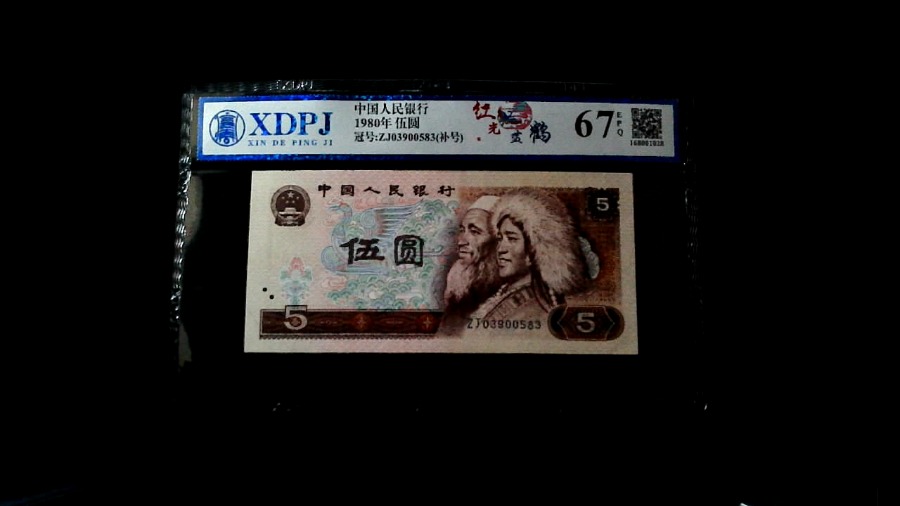 XDPJ
XIN DE PING JI
中国人民银行
1980年 伍圆
冠号:ZJ03900583(补号)
红光蓝鹤
67
EPQ
168001038
中国人民银行
5
伍圆
5
ZJ03900583
5